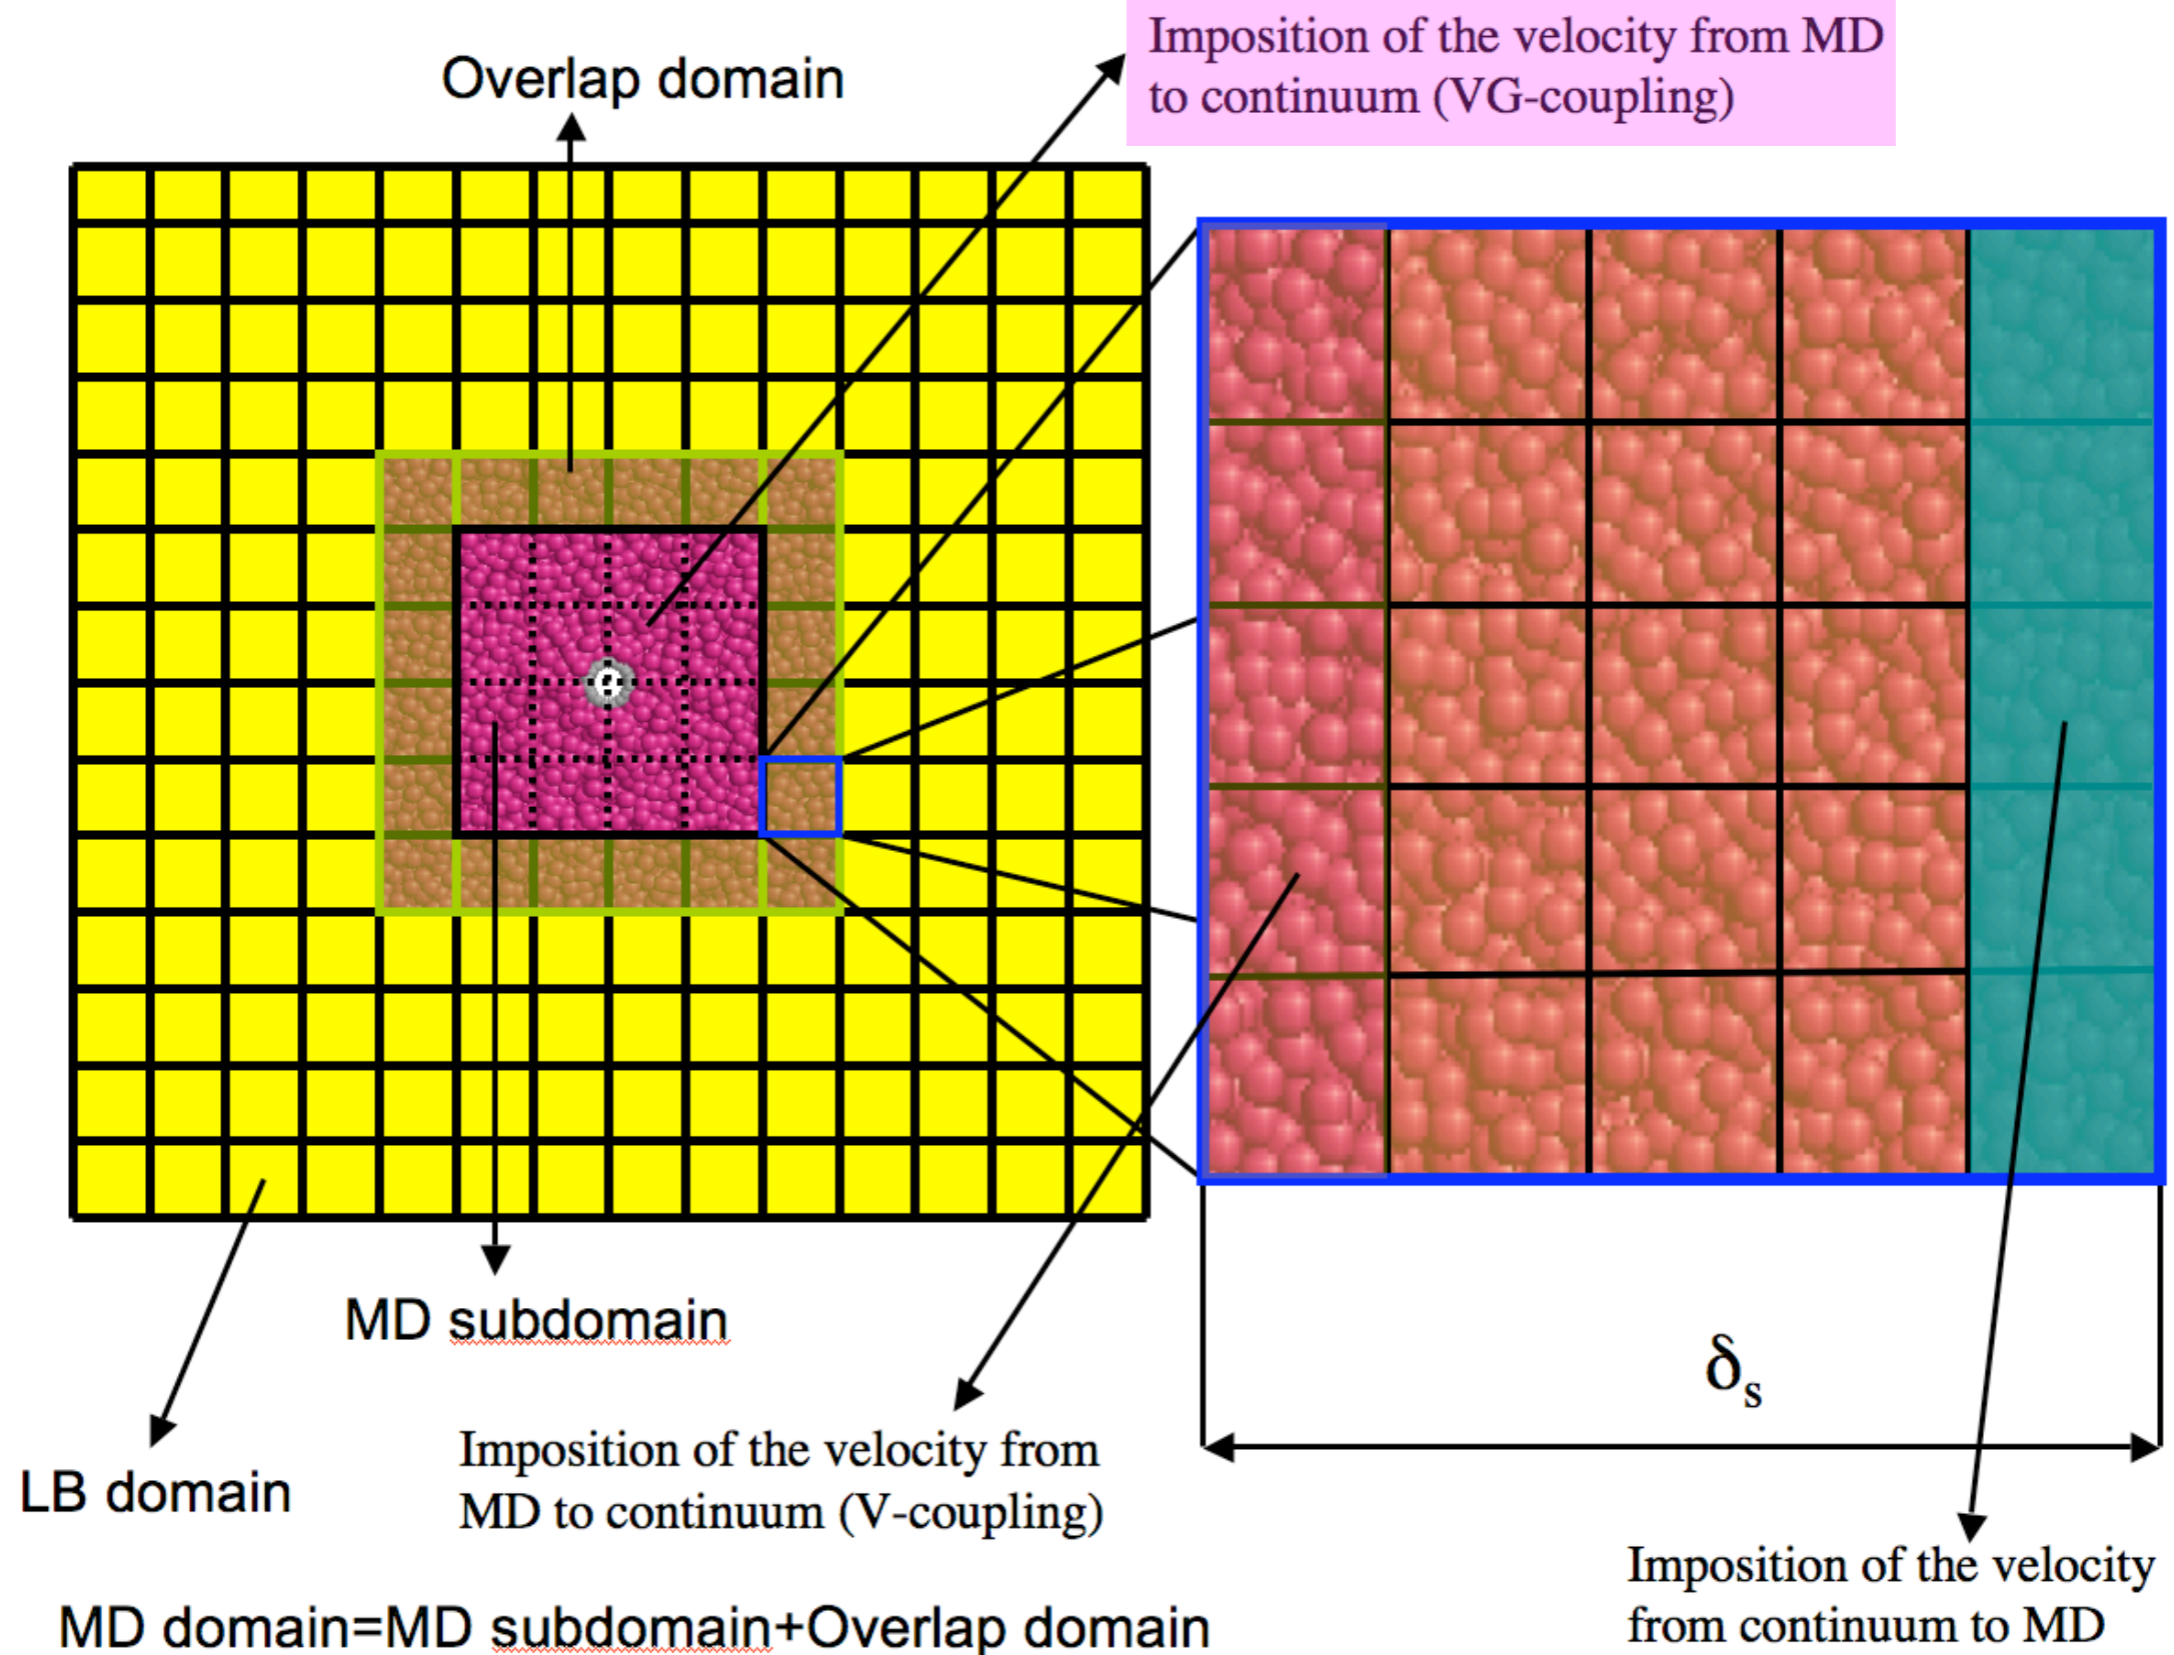 Imposition of the velocity from MD
to continuum (VG-coupling)
Overlap domain
δs
MD subdomain
LB domain
Imposition of the velocity from
MD to continuum (V-coupling)
Imposition of the velocity
from continuum to MD
MD domain=MD subdomain+Overlap domain